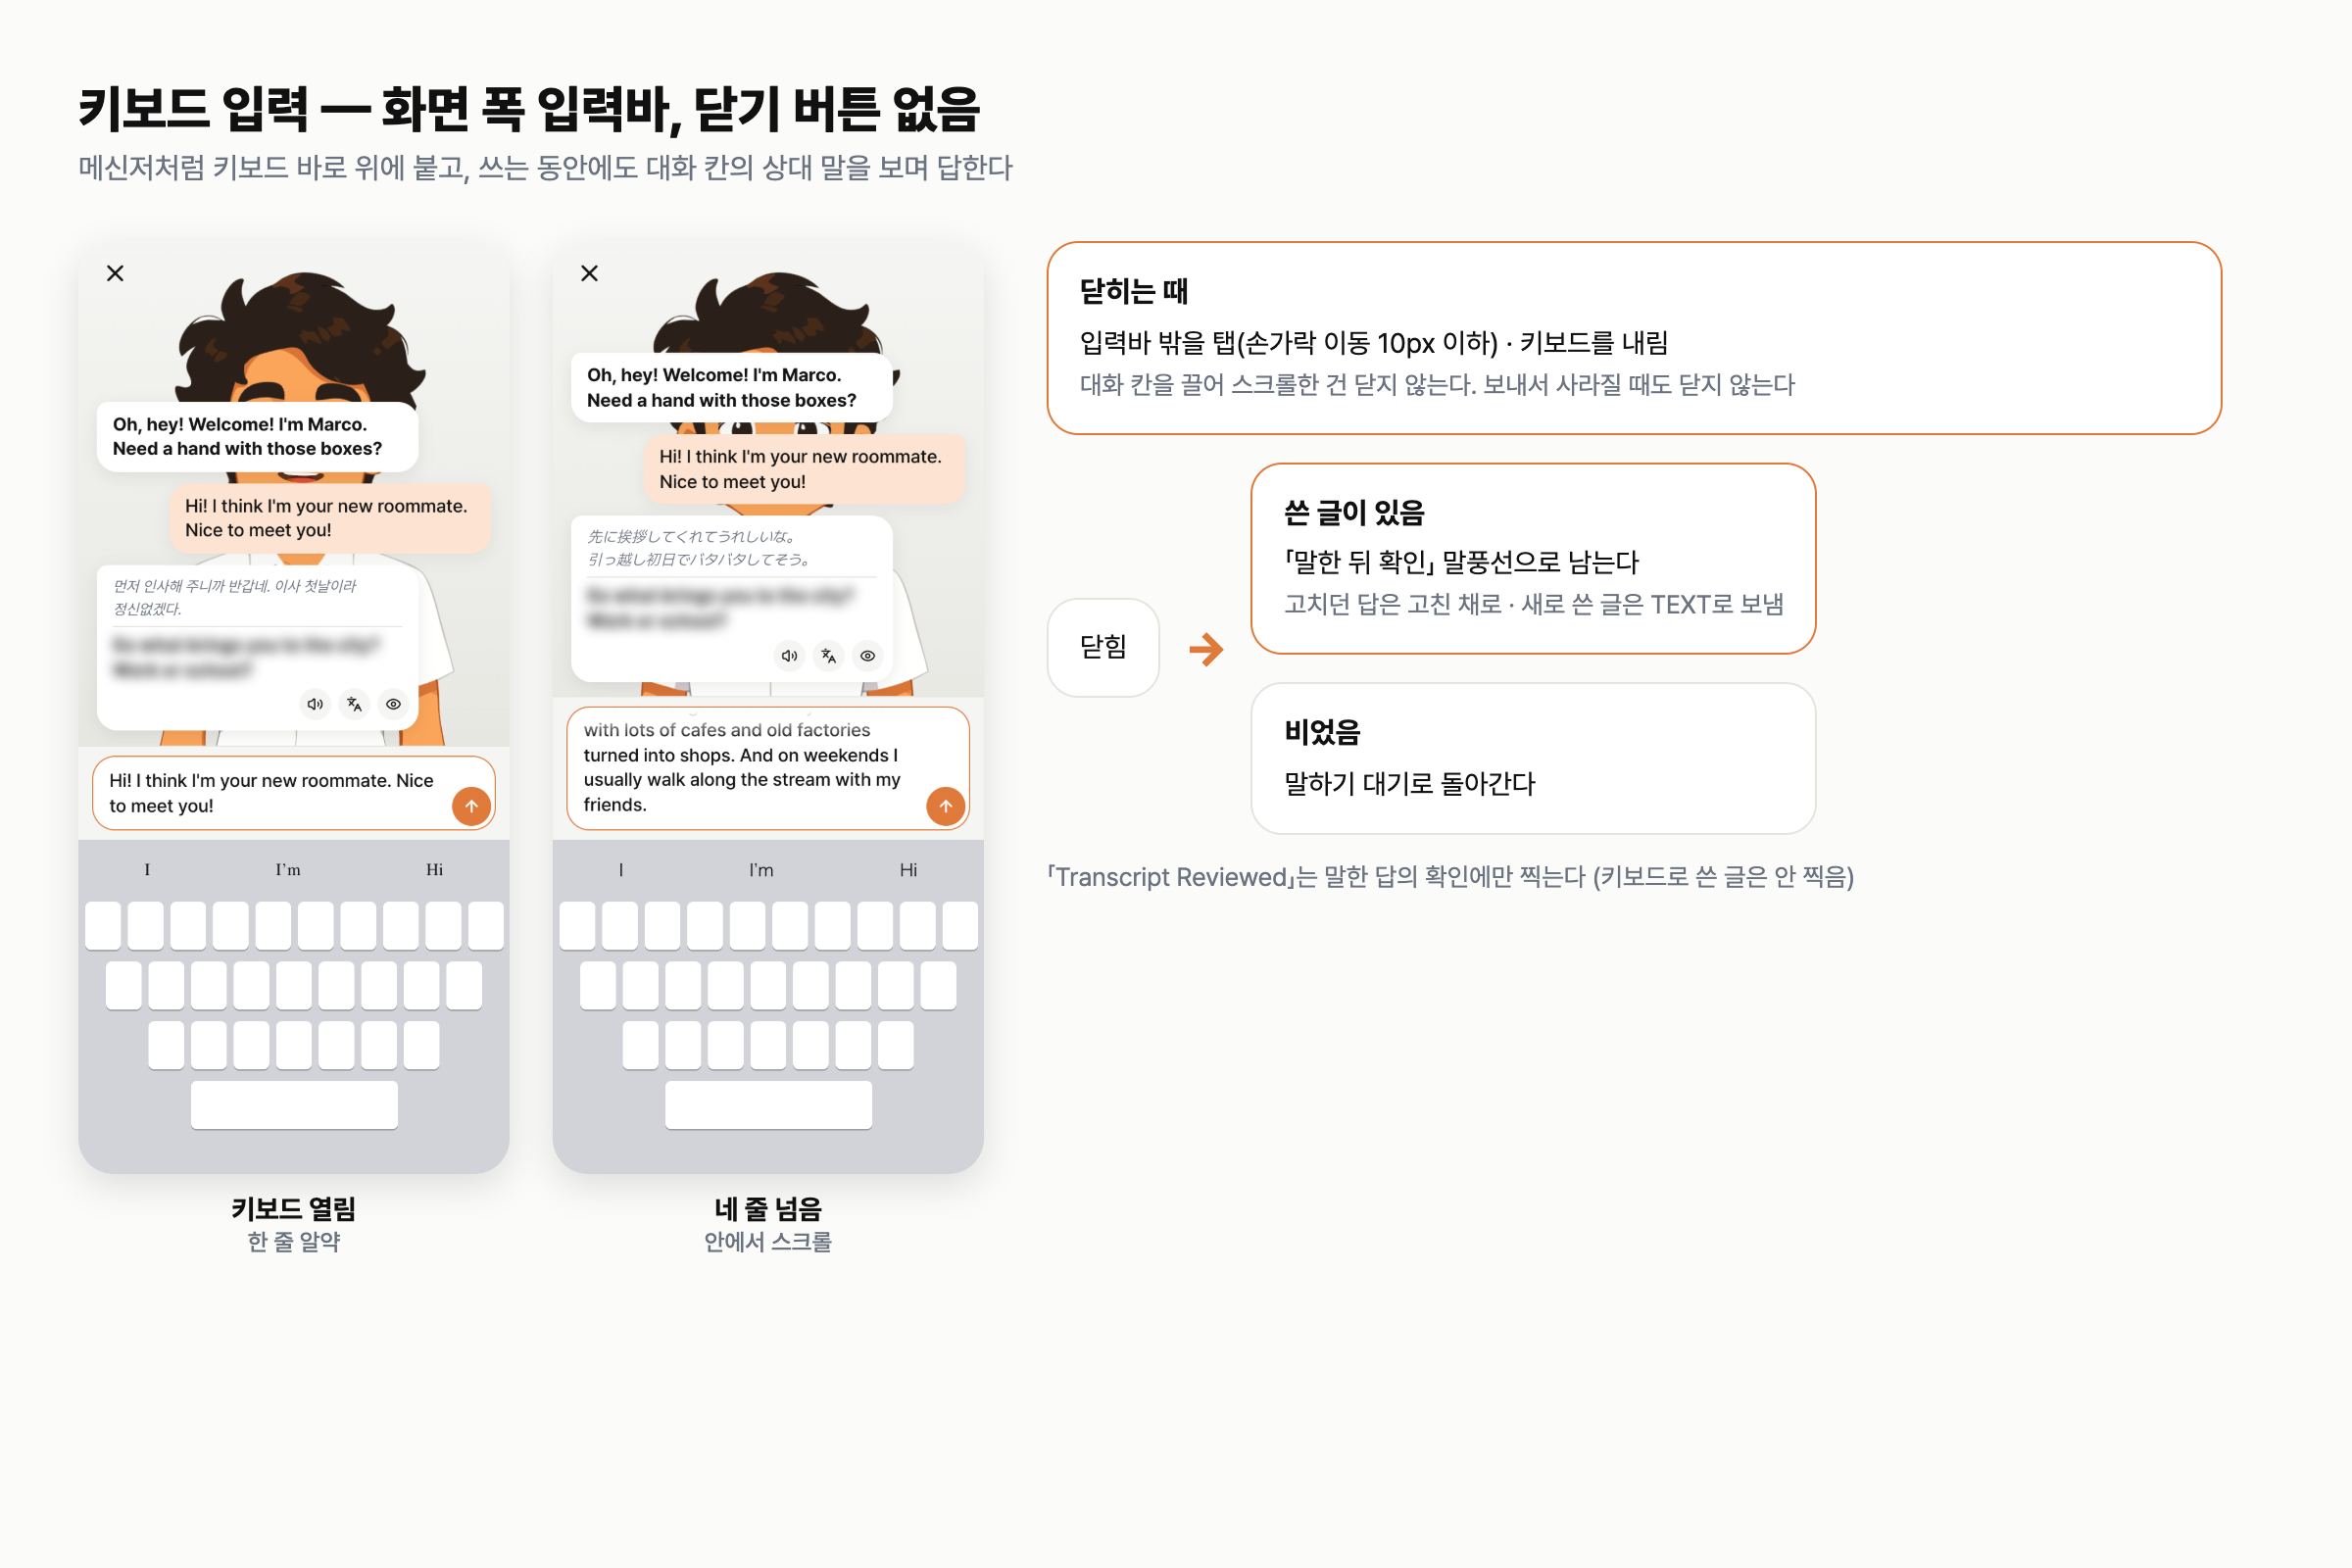 키보드 입력 — 화면 폭 입력바, 닫기 버튼 없음
메신저처럼 키보드 바로 위에 붙고, 쓰는 동안에도 대화 칸의 상대 말을 보며 답한다
Oh, hey! Welcome! I'm Marco.
Need a hand with those boxes?
Hi! I think I'm your new roommate.
Nice to meet you!
먼저 인사해 주니까 반갑네. 이사 첫날이라
정신없겠다.
Hi! I think I'm your new roommate. Nice
to meet you!
I I'm Hi
키보드 열림
한 줄 알약
Oh, hey! Welcome! I'm Marco.
Need a hand with those boxes?
Hi! I think I'm your new roommate.
Nice to meet you!
先に挨拶してくれてうれしいな。
引っ越し初日でバタバタしてそう。
with lots of cafes and old factories
turned into shops. And on weekends I
usually walk along the stream with my
friends.
I I'm Hi
네 줄 넘음
안에서 스크롤
닫히는 때
입력바 밖을 탭(손가락 이동 10px 이하) · 키보드를 내림
대화 칸을 끌어 스크롤한 건 닫지 않는다. 보내서 사라질 때도 닫지 않는다
닫힘
쓴 글이 있음
「말한 뒤 확인」 말풍선으로 남는다
고치던 답은 고친 채로 · 새로 쓴 글은 TEXT로 보냄
비었음
말하기 대기로 돌아간다
「Transcript Reviewed」는 말한 답의 확인에만 찍는다 (키보드로 쓴 글은 안 찍음)